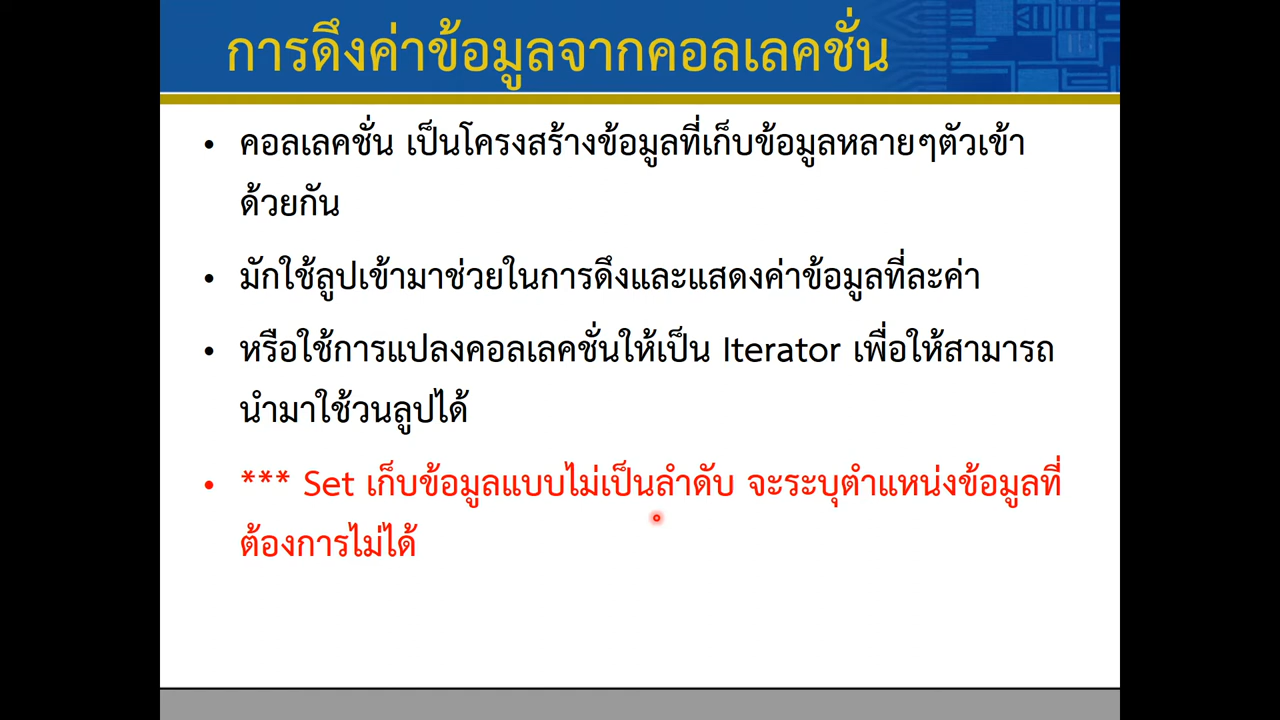 การดึงค่าข้อมูลจากคอลเลคชั่น
• คอลเลคชั่น เป็นโครงสร้างข้อมูลที่เก็บข้อมูลหลายๆตัวเข้า
ด้วยกัน
• มักใช้ลูปเข้ามาช่วยในการดึงและแสดงค่าข้อมูลที่ละค่า
• หรือใช้การแปลงคอลเลคชั่นให้เป็น Iterator เพื่อให้สามารถ
นำมาใช้วนลูปได้
• *** Set เก็บข้อมูลแบบไม่เป็นลำดับ จะระบุตำแหน่งข้อมูลที่
ต้องการไม่ได้